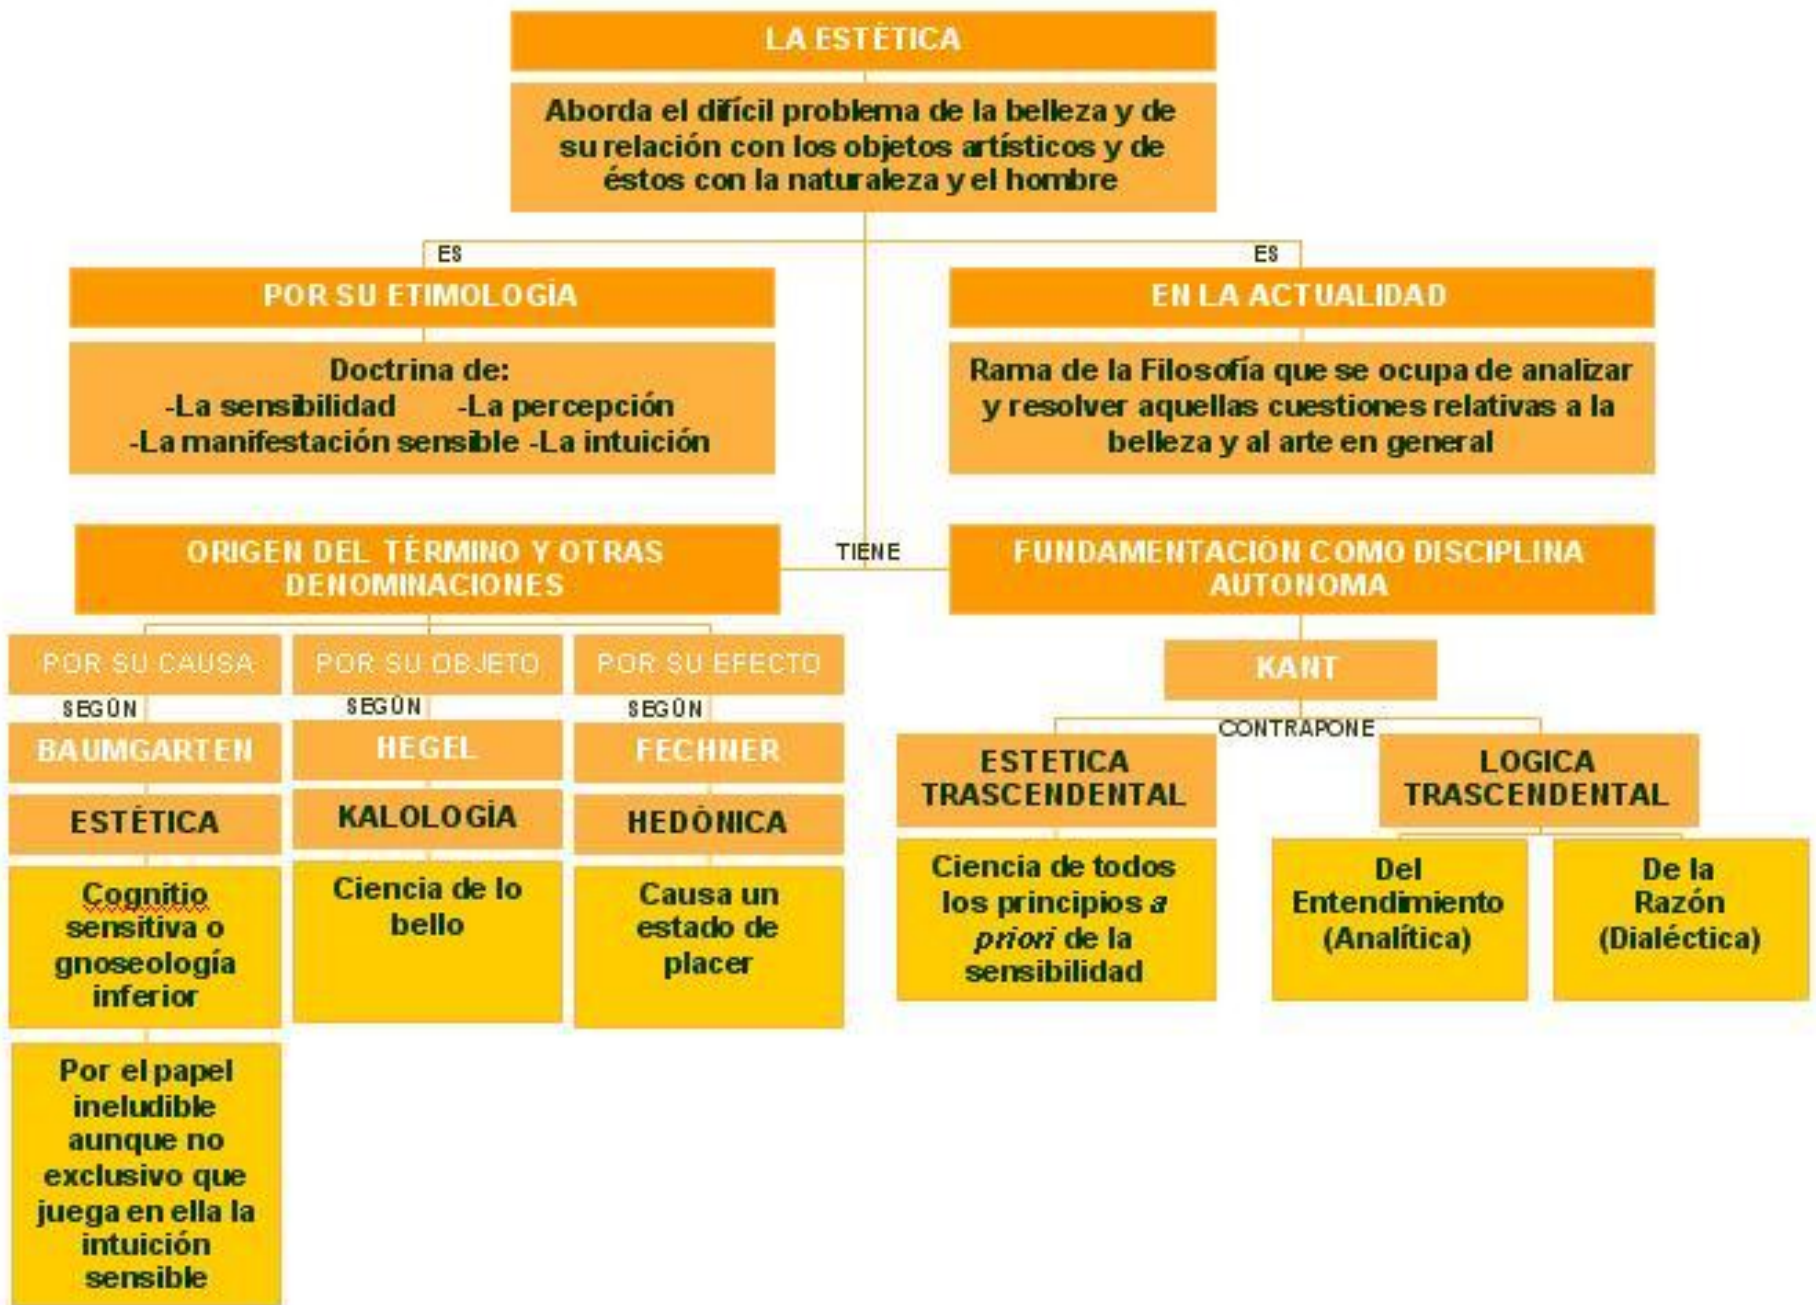 LA ESTÉTICA
Aborda el difícil problema de la belleza y de
su relación con los objetos artísticos y de
éstos con la naturaleza y el hombre
ES
ES
POR SU ETIMOLOGÍA
Doctrina de:
-La sensibilidad -La percepción
-La manifestación sensible -La intuición
EN LA ACTUALIDAD
Rama de la Filosofía que se ocupa de analizar
y resolver aquellas cuestiones relativas a la
belleza y al arte en general
ORIGEN DEL TÉRMINO Y OTRAS
DENOMINACIONES
TIENE
FUNDAMENTACIÓN COMO DISCIPLINA
AUTONOMA
POR SU CAUSA
SEGÚN
BAUMGARTEN
ESTÉTICA
Cognitio
sensitiva o
gnoseología
inferior
Por el papel
ineludible
aunque no
exclusivo que
juega en ella la
intuición
sensible
POR SU OBJETO
SEGÚN
HEGEL
KALOLOGÍA
Ciencia de lo
bello
POR SU EFECTO
SEGÚN
FECHNER
HEDÓNICA
Causa un
estado de
placer
KANT
CONTRAPONE
ESTETICA
TRASCENDENTAL
Ciencia de todos
los principios a
priori de la
sensibilidad
LOGICA
TRASCENDENTAL
Del
Entendimiento
(Analítica)
De la
Razón
(Dialéctica)